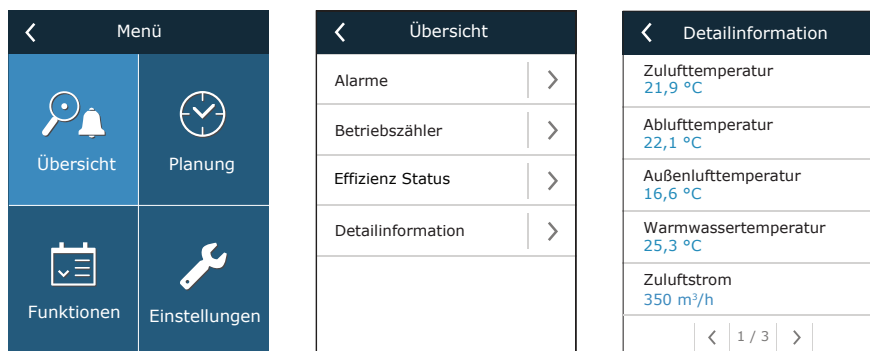 Menü
Übersicht
Planung
Funktionen
Einstellungen
Übersicht
Alarme
Betriebszähler
Effizienz Status
Detailinformation
Detailinformation
Zulufttemperatur
21,9 °C
Ablufttemperatur
22,1 °C
Außenlufttemperatur
16,6 °C
Warmwassertemperatur
25,3 °C
Zuluftstrom
350 m³/h
1 / 3